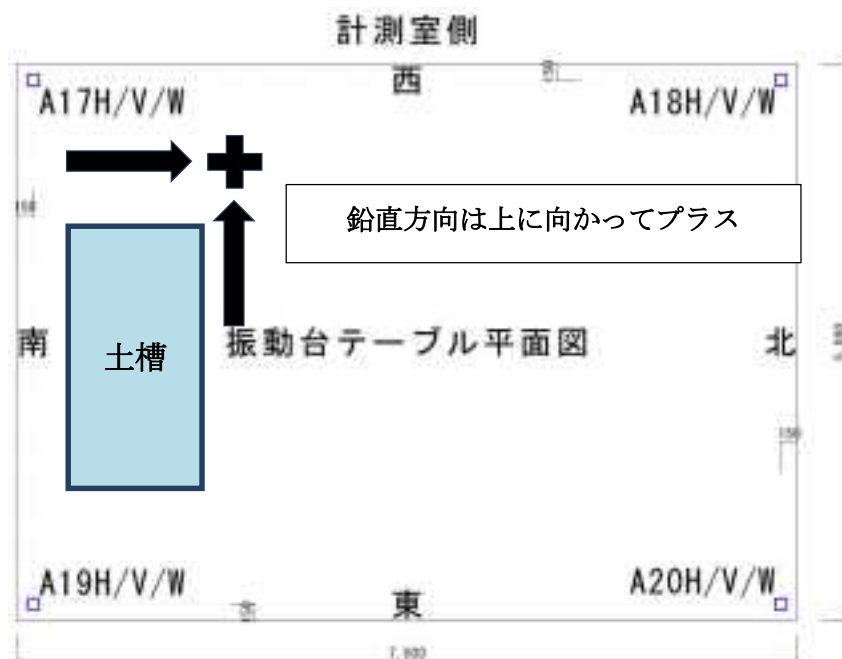 計測室側
西
A17H/V/W
A18H/V/W
鉛直方向は上に向かってプラス
南
土槽
振動台テーブル平面図
北
150
A19H/V/W
A20H/V/W
東